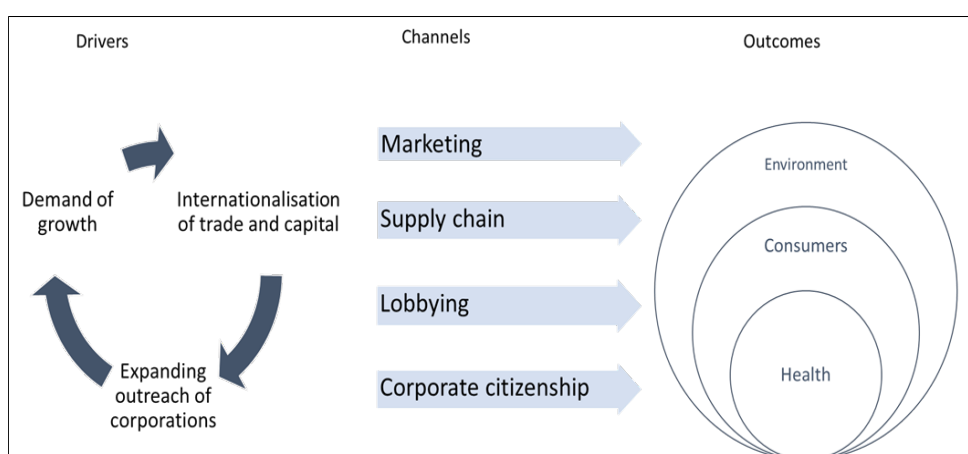 Drivers
Channels
Outcomes
Demand of
growth
Internationalisation
of trade and capital
Expanding
outreach of
corporations
Marketing
Supply chain
Lobbying
Corporate citizenship
Environment
Consumers
Health